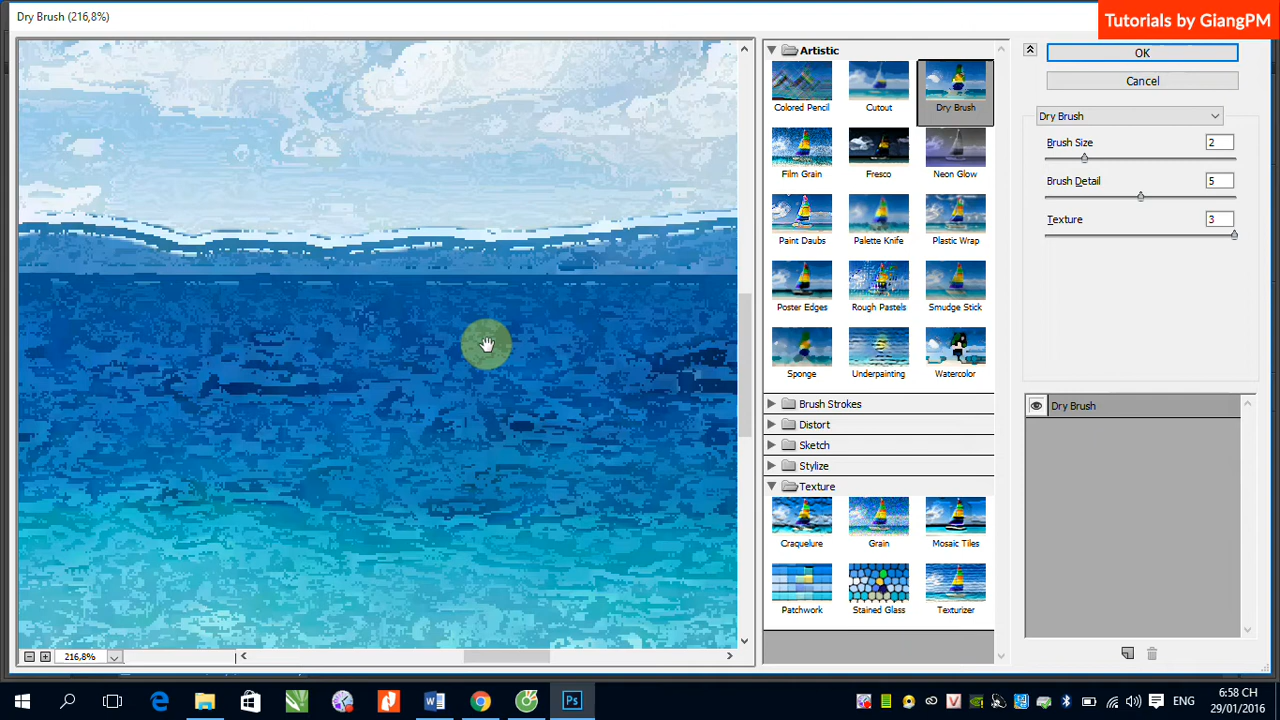 Dry Brush (216,8%)
Tutorials by GiangPM
Artistic
Colored Pencil
Cutout
Dry Brush
Film Grain
Fresco
Neon Glow
Paint Daubs
Palette Knife
Plastic Wrap
Poster Edges
Rough Pastels
Smudge Stick
Sponge
Underpainting
Watercolor
Brush Strokes
Distort
Sketch
Stylize
Texture
Craquelure
Grain
Mosaic Tiles
Patchwork
Stained Glass
Texturizer
OK
Cancel
Dry Brush
Brush Size 2
Brush Detail 5
Texture 3
Dry Brush
216,8%
ENG
6:58 CH
29/01/2016